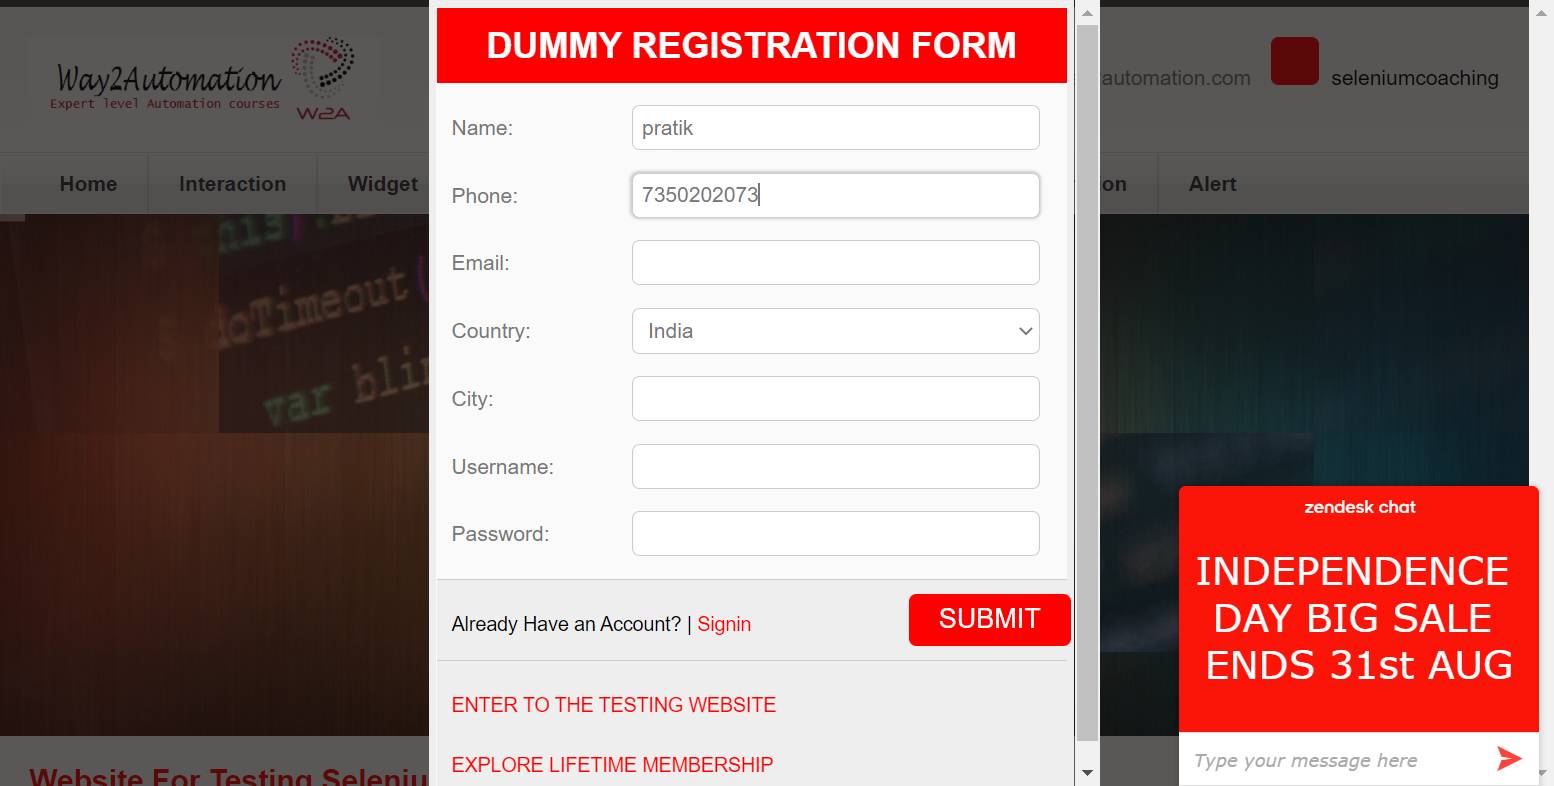 DUMMY REGISTRATION FORM
Way2Automation
Expert level Automation courses
W2A
automation.com
seleniumcoaching
Home
Interaction
Widget
on
Alert
Name:
pratik
Phone:
7350202073
Email:
Country:
India
City:
Username:
Password:
Already Have an Account? | Signin
SUBMIT
ENTER TO THE TESTING WEBSITE
EXPLORE LIFETIME MEMBERSHIP
doTimeout(
var blin
Website For Testing Seleniu
zendesk chat
INDEPENDENCE
DAY BIG SALE
ENDS 31st AUG
Type your message here